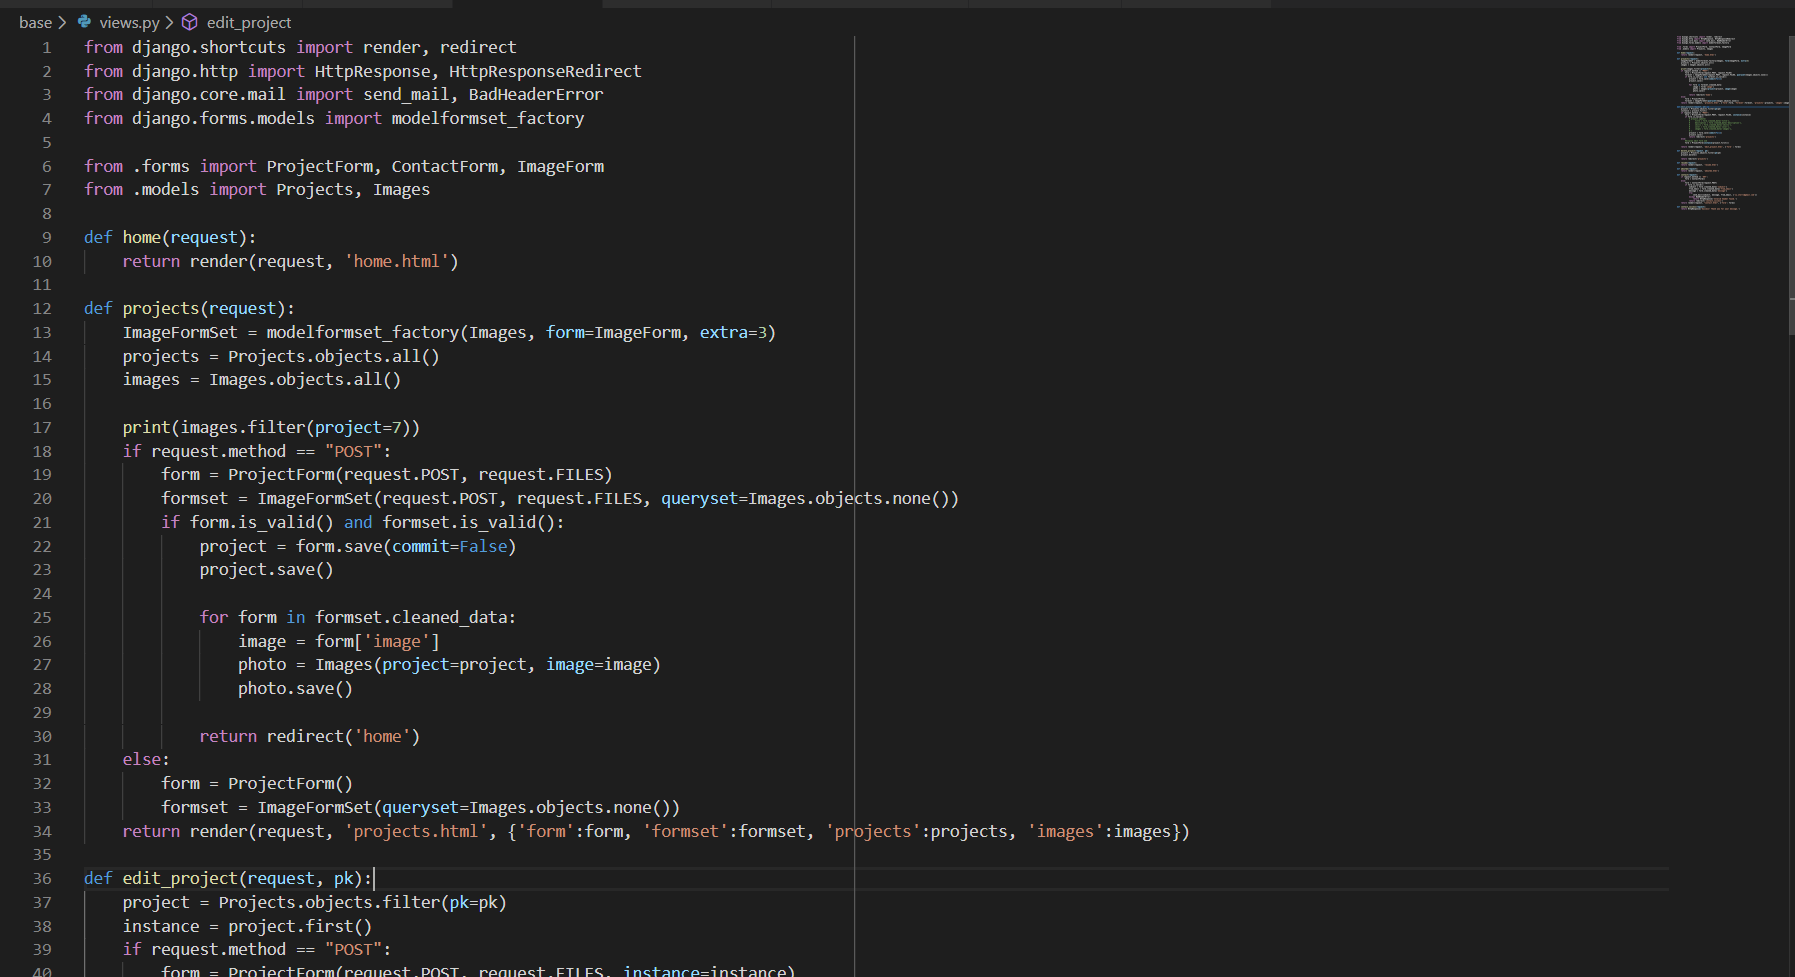 base > views.py > edit_project
1 from django.shortcuts import render, redirect
2 from django.http import HttpResponse, HttpResponseRedirect
3 from django.core.mail import send_mail, BadHeaderError
4 from django.forms.models import modelformset_factory
5
6 from .forms import ProjectForm, ContactForm, ImageForm
7 from .models import Projects, Images
8
9 def home(request):
10     return render(request, 'home.html')
11
12 def projects(request):
13     ImageFormSet = modelformset_factory(Images, form=ImageForm, extra=3)
14     projects = Projects.objects.all()
15     images = Images.objects.all()
16
17     print(images.filter(project=7))
18     if request.method == "POST":
19         form = ProjectForm(request.POST, request.FILES)
20         formset = ImageFormSet(request.POST, request.FILES, queryset=Images.objects.none())
21         if form.is_valid() and formset.is_valid():
22             project = form.save(commit=False)
23             project.save()
24
25             for form in formset.cleaned_data:
26                 image = form['image']
27                 photo = Images(project=project, image=image)
28                 photo.save()
29
30             return redirect('home')
31     else:
32         form = ProjectForm()
33         formset = ImageFormSet(queryset=Images.objects.none())
34     return render(request, 'projects.html', {'form':form, 'formset':formset, 'projects':projects, 'images':images})
35
36 def edit_project(request, pk):
37     project = Projects.objects.filter(pk=pk)
38     instance = project.first()
39     if request.method == "POST":
40         form = ProjectForm(request.POST, request.FILES, instance=instance)